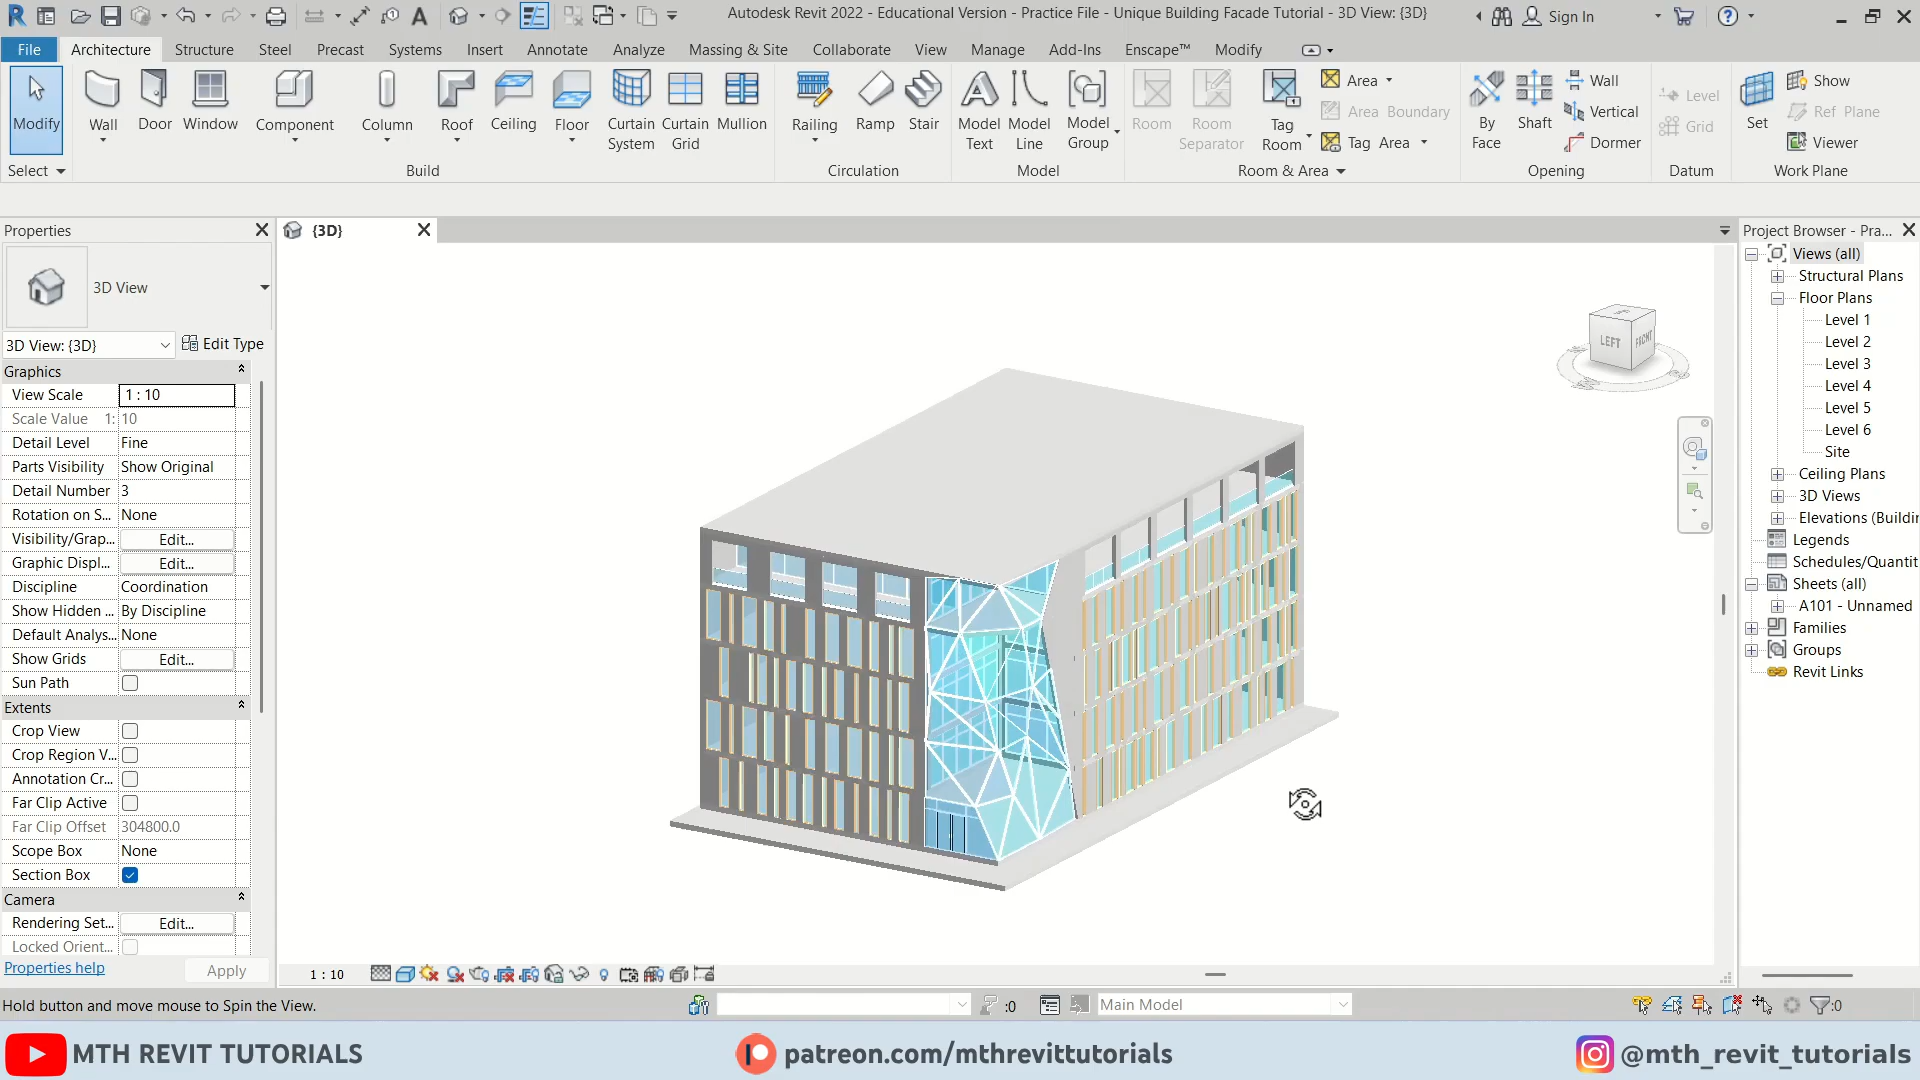 Autodesk Revit 2022 - Educational Version - Practice File - Unique Building Facade Tutorial - 3D View: {3D}
Sign In
File Architecture Structure Steel Precast Systems Insert Annotate Analyze Massing & Site Collaborate View Manage Add-Ins Enscape™ Modify
Modify Wall Door Window Component Column Roof Ceiling Floor Curtain System Curtain Grid Mullion Railing Ramp Stair Model Text Model Line Model Group Room Room Separator Tag Room
Area Area Boundary Tag Area
By Face Shaft Wall Vertical Dormer
Level Grid
Set Show Ref Plane Viewer
Select Build Circulation Model Room & Area Opening Datum Work Plane
Properties
3D View
3D View: {3D} Edit Type
Graphics
View Scale 1 : 10
Scale Value 1: 10
Detail Level Fine
Parts Visibility Show Original
Detail Number 3
Rotation on S... None
Visibility/Grap... Edit...
Graphic Displ... Edit...
Discipline Coordination
Show Hidden ... By Discipline
Default Analys... None
Show Grids Edit...
Sun Path
Extents
Crop View
Crop Region V...
Annotation Cr...
Far Clip Active
Far Clip Offset 304800.0
Scope Box None
Section Box
Camera
Rendering Set... Edit...
Locked Orient...
Properties help Apply
{3D}
LEFT FRONT
1 : 10
Project Browser - Pra...
Views (all)
Structural Plans
Floor Plans
Level 1
Level 2
Level 3
Level 4
Level 5
Level 6
Site
Ceiling Plans
3D Views
Elevations (Buildin
Legends
Schedules/Quantit
Sheets (all)
A101 - Unnamed
Families
Groups
Revit Links
Hold button and move mouse to Spin the View.
:0
Main Model
:0
MTH REVIT TUTORIALS
patreon.com/mthrevittutorials
@mth_revit_tutorials